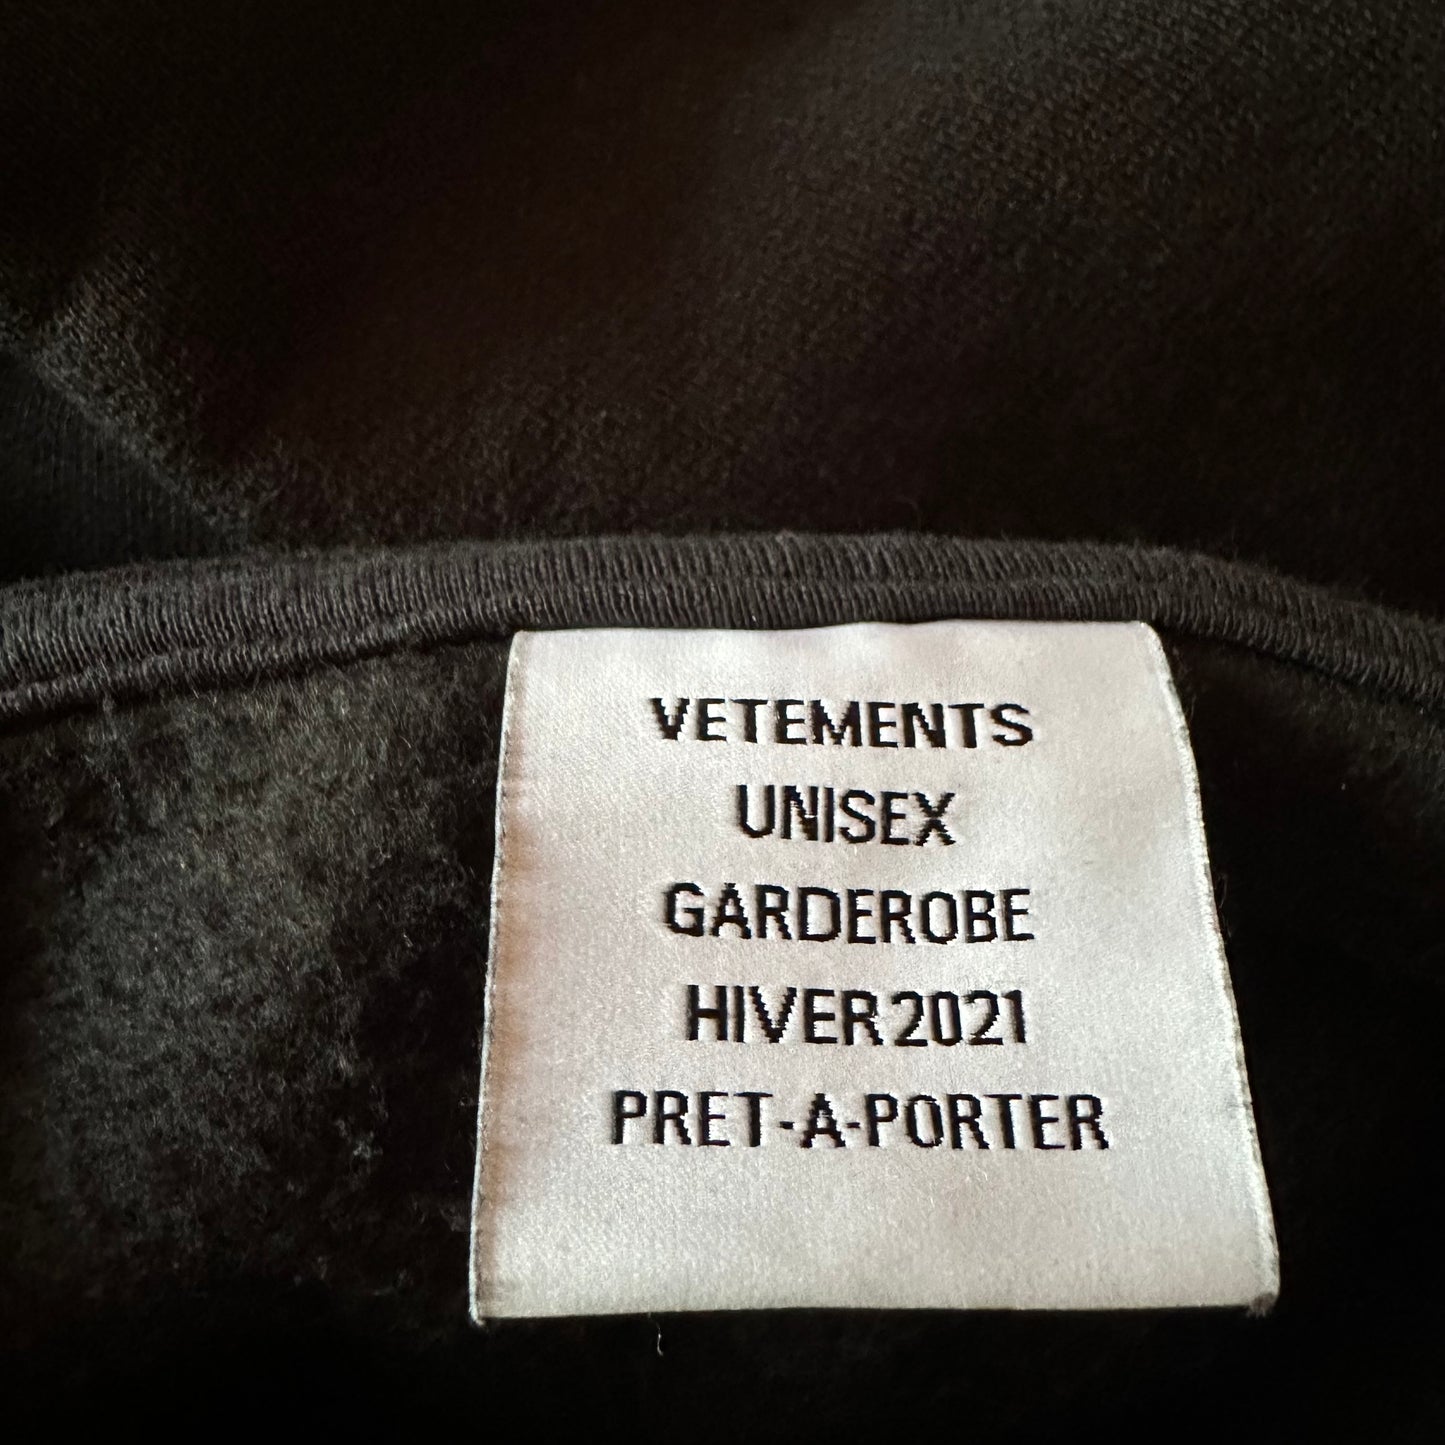 VETEMENTS
UNISEX
GARDEROBE
HIVER 2021
PRET-A-PORTER